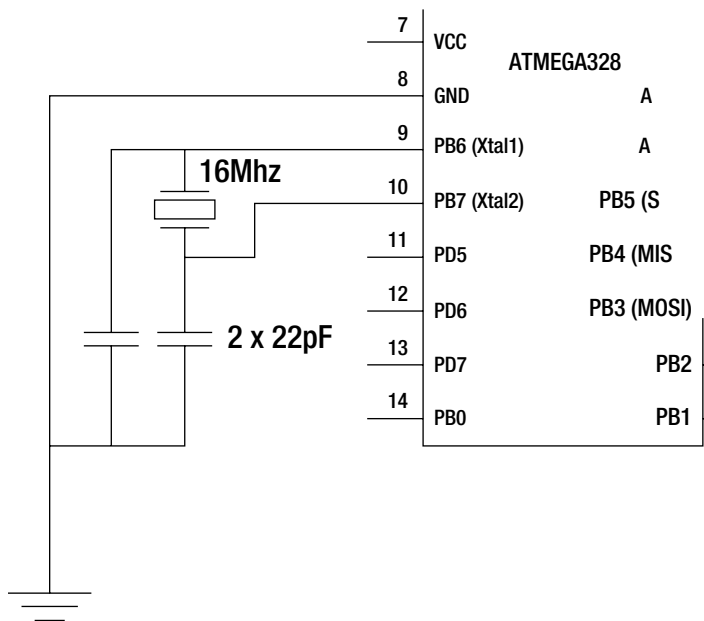 7
VCC
ATMEGA328
8
GND
A
9
PB6 (Xtal1)
A
16Mhz
10
PB7 (Xtal2)
PB5 (S
11
PD5
PB4 (MIS
12
PD6
PB3 (MOSI)
2 x 22pF
13
PD7
PB2
14
PB0
PB1